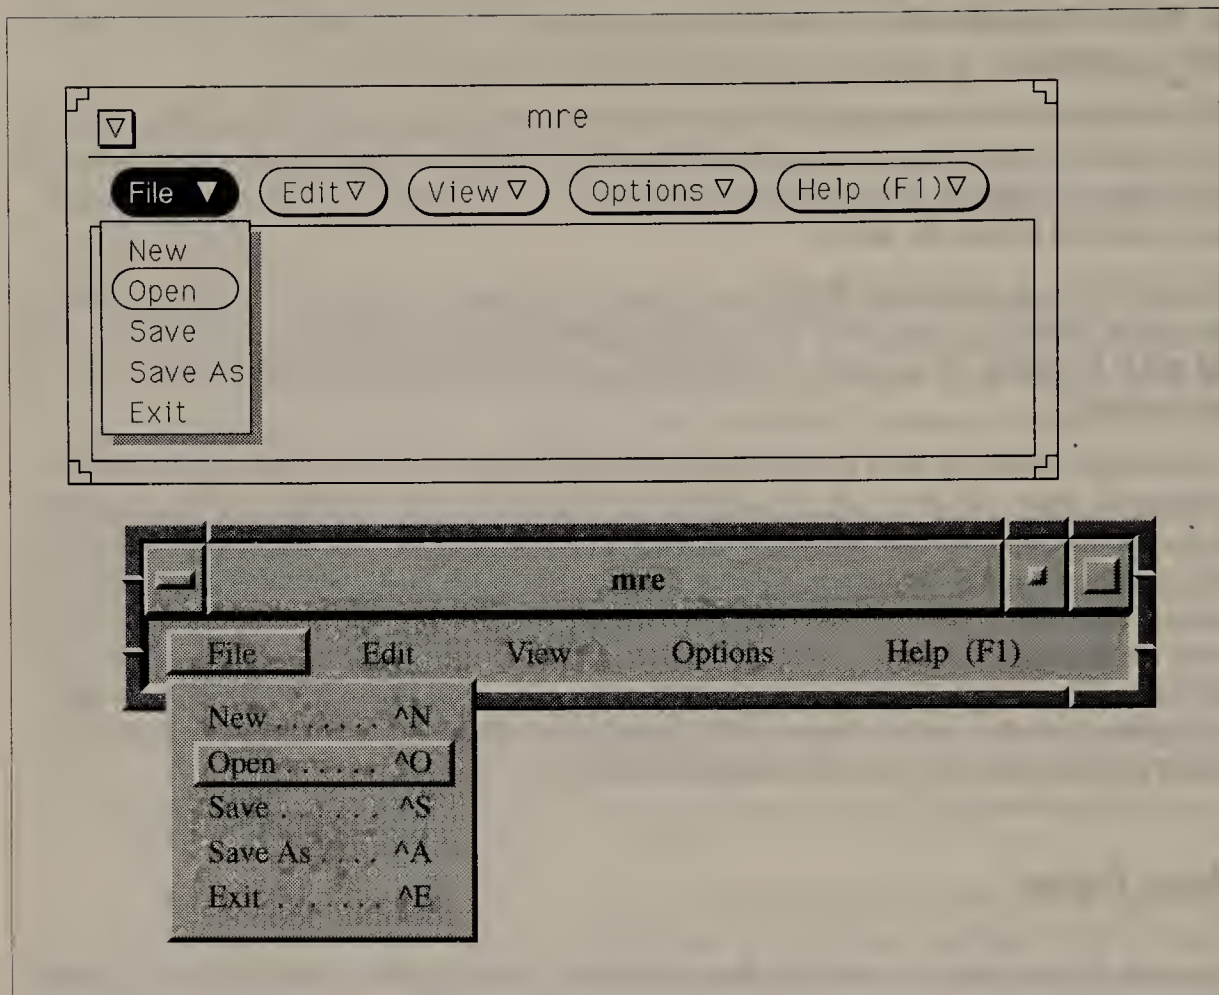 mre
File Edit View Options Help (F1)
New
Open
Save
Save As
Exit
mre
File Edit View Options Help (F1)
New . . . . . . . ^N
Open . . . . . . ^O
Save . . . . . . ^S
Save As . . . . ^A
Exit . . . . . . . ^E